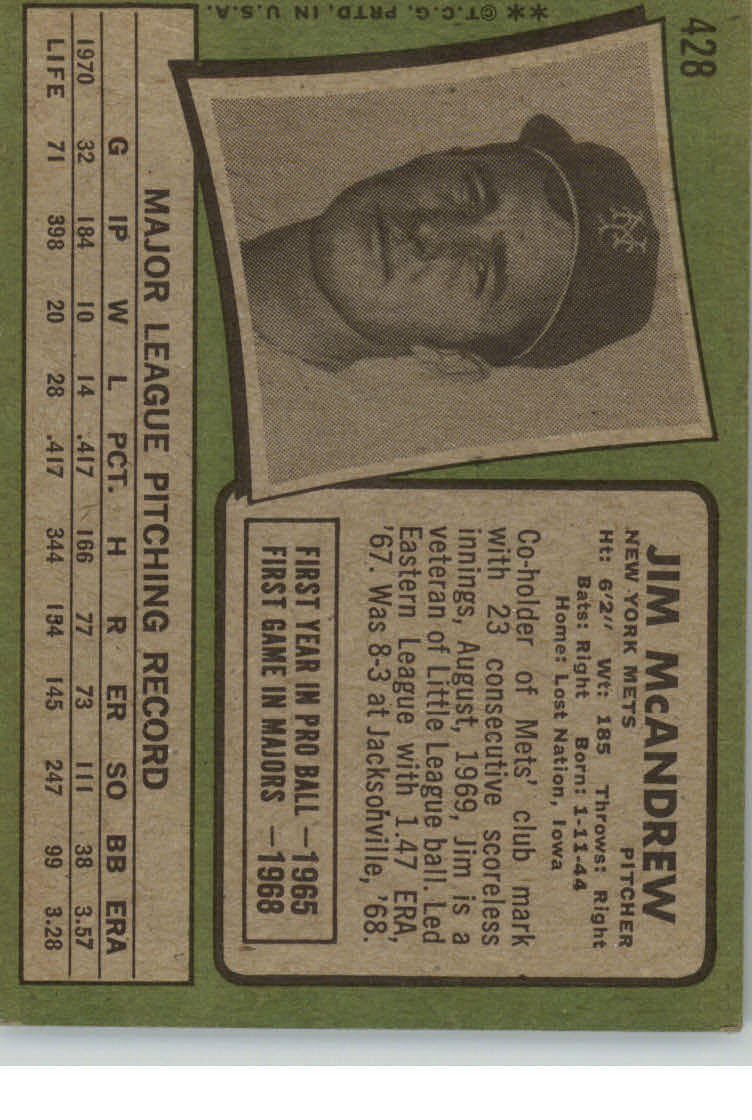 428
JIM McANDREW
NEW YORK METS PITCHER
Ht: 6'2" Wt: 185 Throws: Right
Bats: Right Born: 1-11-44
Home: Lost Nation, Iowa
Co-holder of Mets' club mark
with 23 consecutive scoreless
innings, August, 1969, Jim is a
veteran of Little League ball. Led
Eastern League with 1.47 ERA,
'67. Was 8-3 at Jacksonville, '68.
FIRST YEAR IN PRO BALL —1965
FIRST GAME IN MAJORS —1968
MAJOR LEAGUE PITCHING RECORD
G IP W L PCT. H R ER SO BB ERA
1970 32 184 10 14 .417 166 77 73 111 38 3.57
LIFE 71 398 20 28 .417 344 184 145 247 99 3.28
** © T.C.G. PRTD. IN U.S.A.
NY